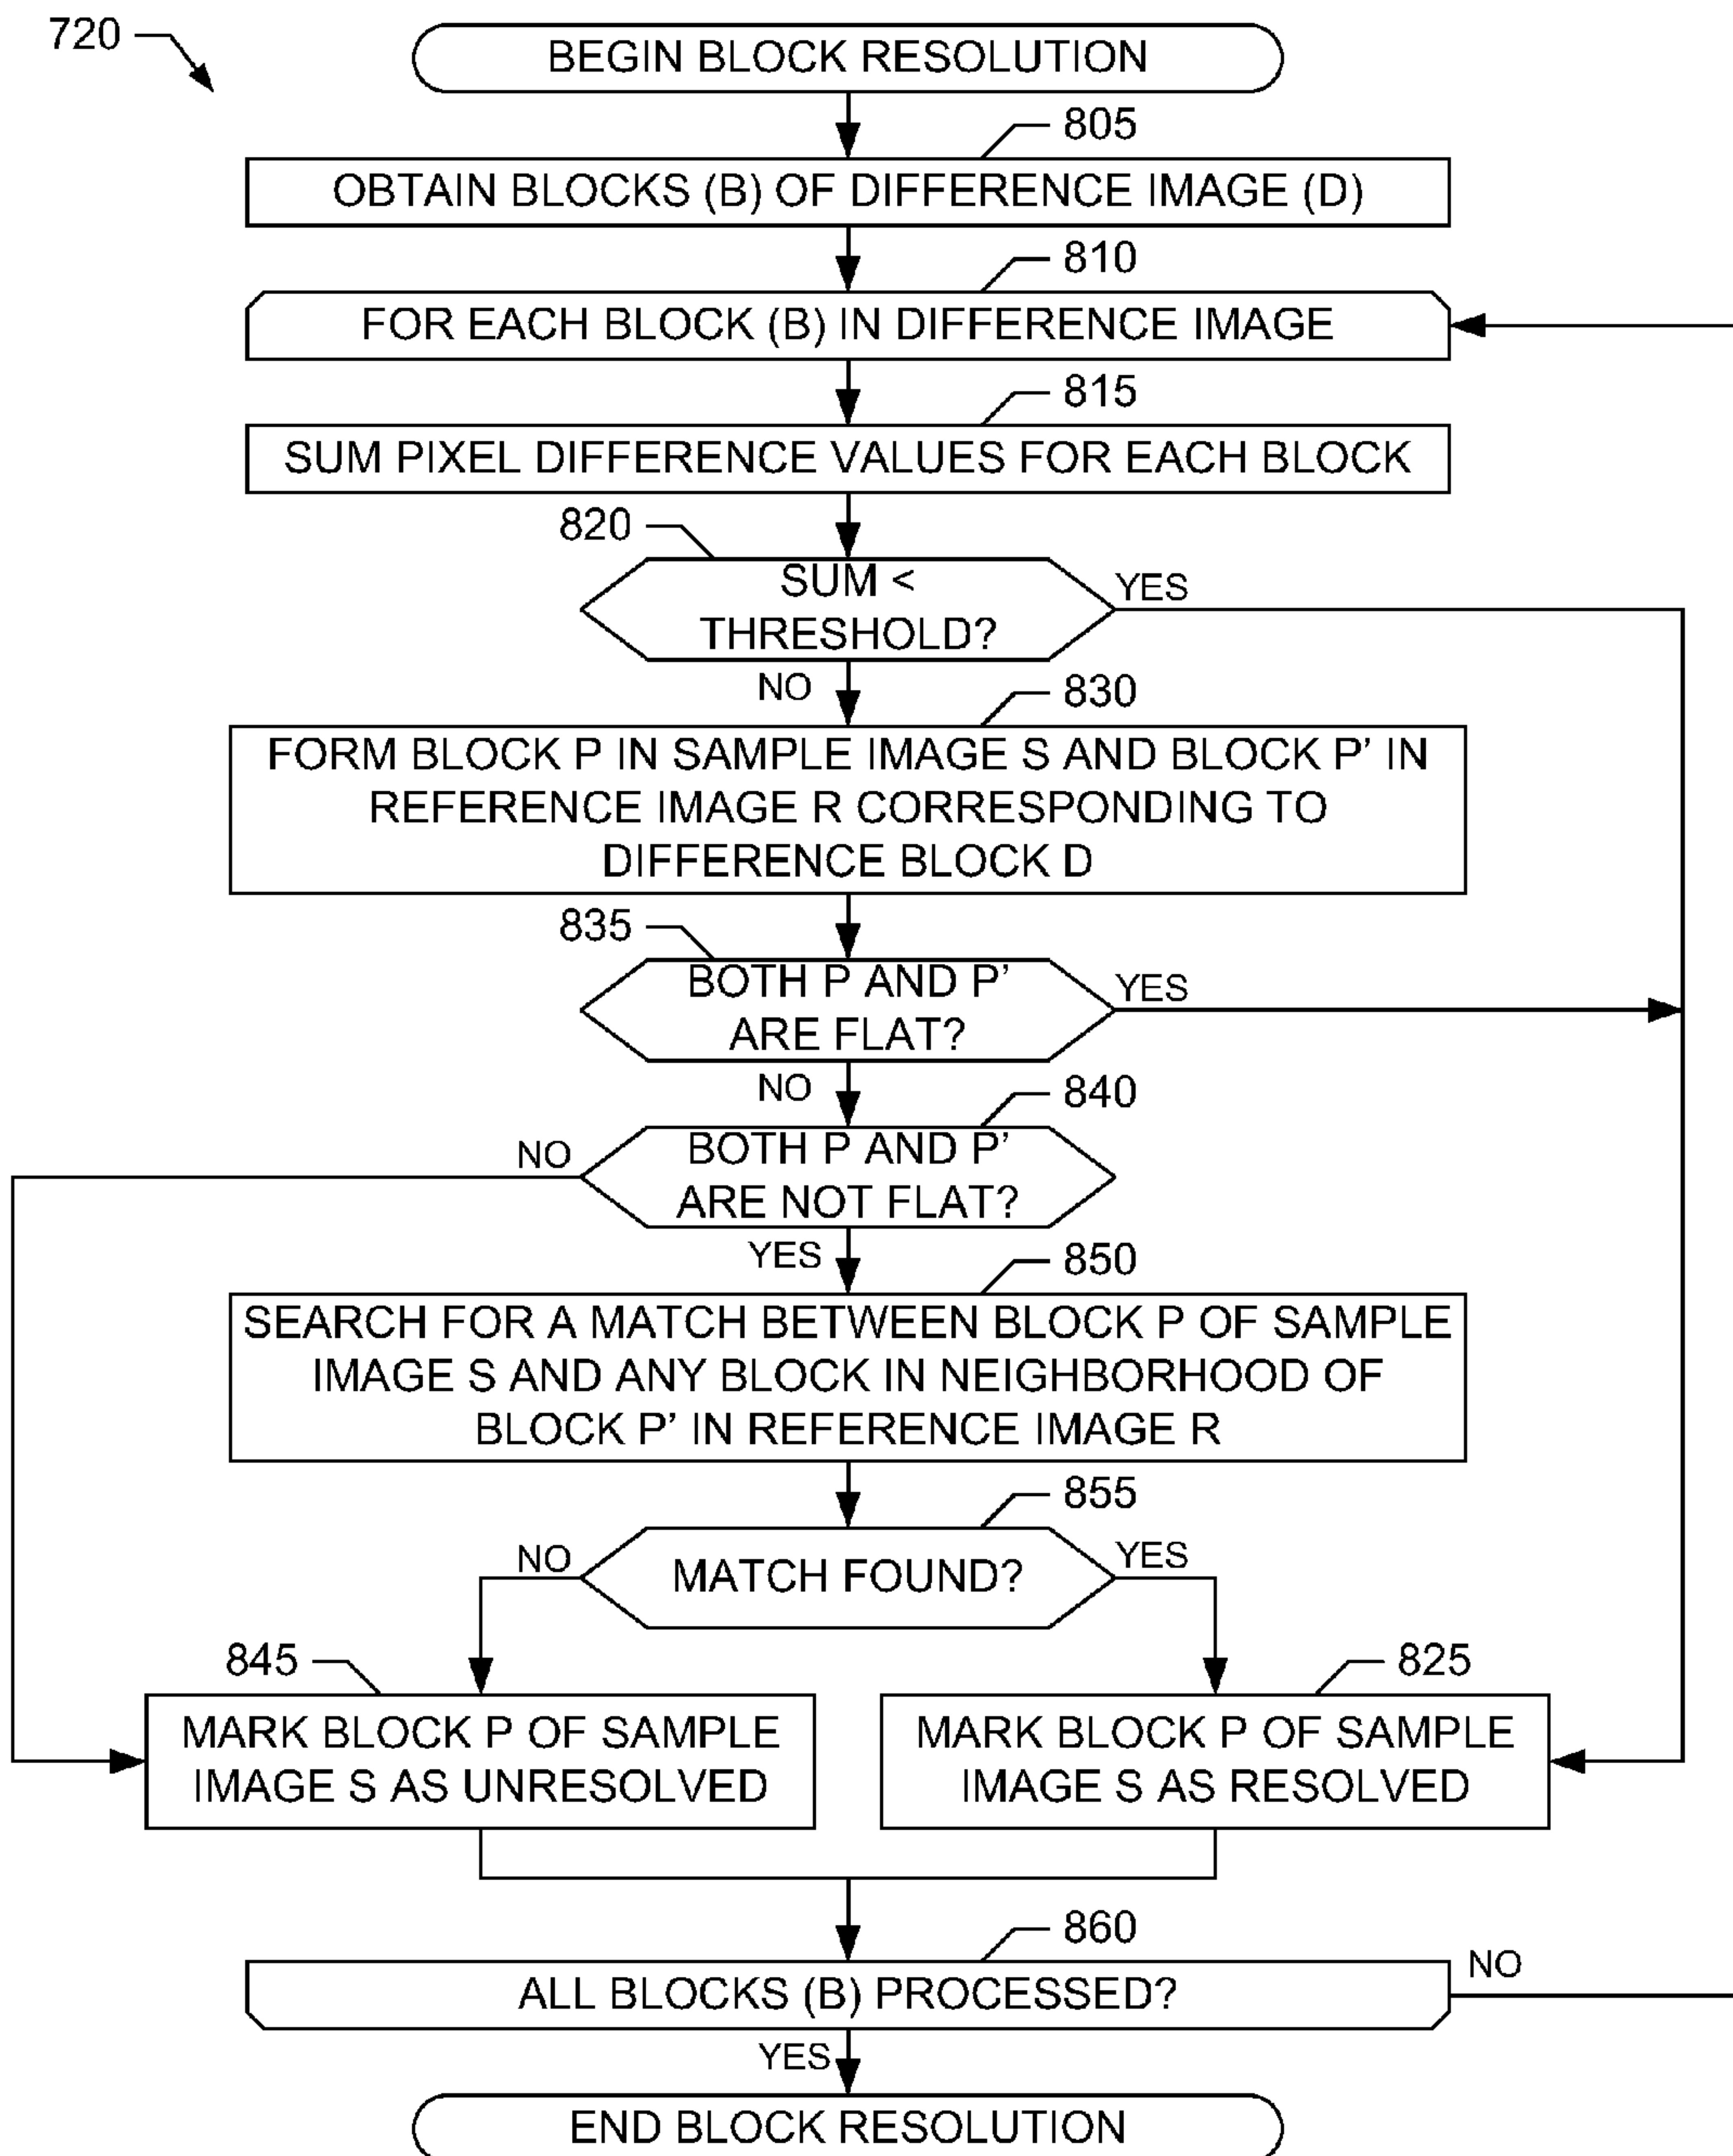 720
BEGIN BLOCK RESOLUTION
805
OBTAIN BLOCKS (B) OF DIFFERENCE IMAGE (D)
810
FOR EACH BLOCK (B) IN DIFFERENCE IMAGE
815
SUM PIXEL DIFFERENCE VALUES FOR EACH BLOCK
820
SUM <
THRESHOLD?
YES
NO
830
FORM BLOCK P IN SAMPLE IMAGE S AND BLOCK P' IN
REFERENCE IMAGE R CORRESPONDING TO
DIFFERENCE BLOCK D
835
BOTH P AND P'
ARE FLAT?
YES
NO
840
BOTH P AND P'
ARE NOT FLAT?
NO
YES
850
SEARCH FOR A MATCH BETWEEN BLOCK P OF SAMPLE
IMAGE S AND ANY BLOCK IN NEIGHBORHOOD OF
BLOCK P' IN REFERENCE IMAGE R
855
MATCH FOUND?
NO
YES
845
MARK BLOCK P OF SAMPLE
IMAGE S AS UNRESOLVED
825
MARK BLOCK P OF SAMPLE
IMAGE S AS RESOLVED
860
ALL BLOCKS (B) PROCESSED?
NO
YES
END BLOCK RESOLUTION